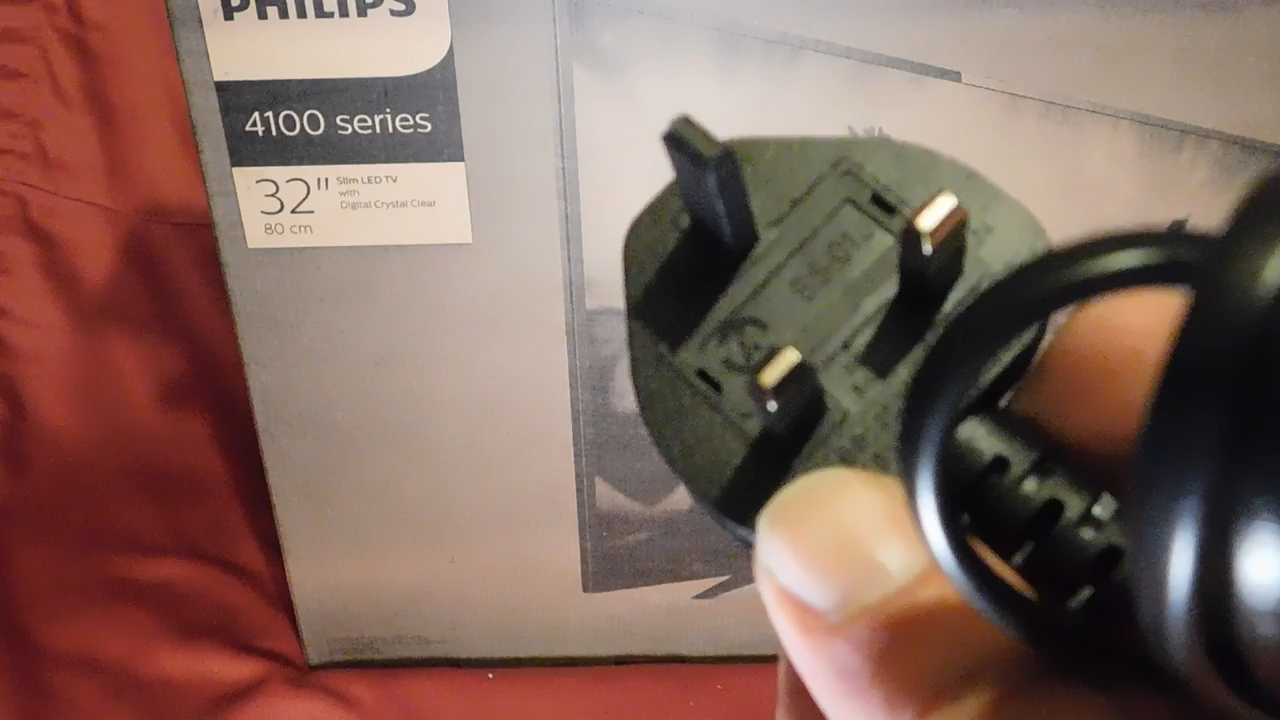 PHILIPS
4100 series
32"
Slim LED TV
with
Digital Crystal Clear
80 cm